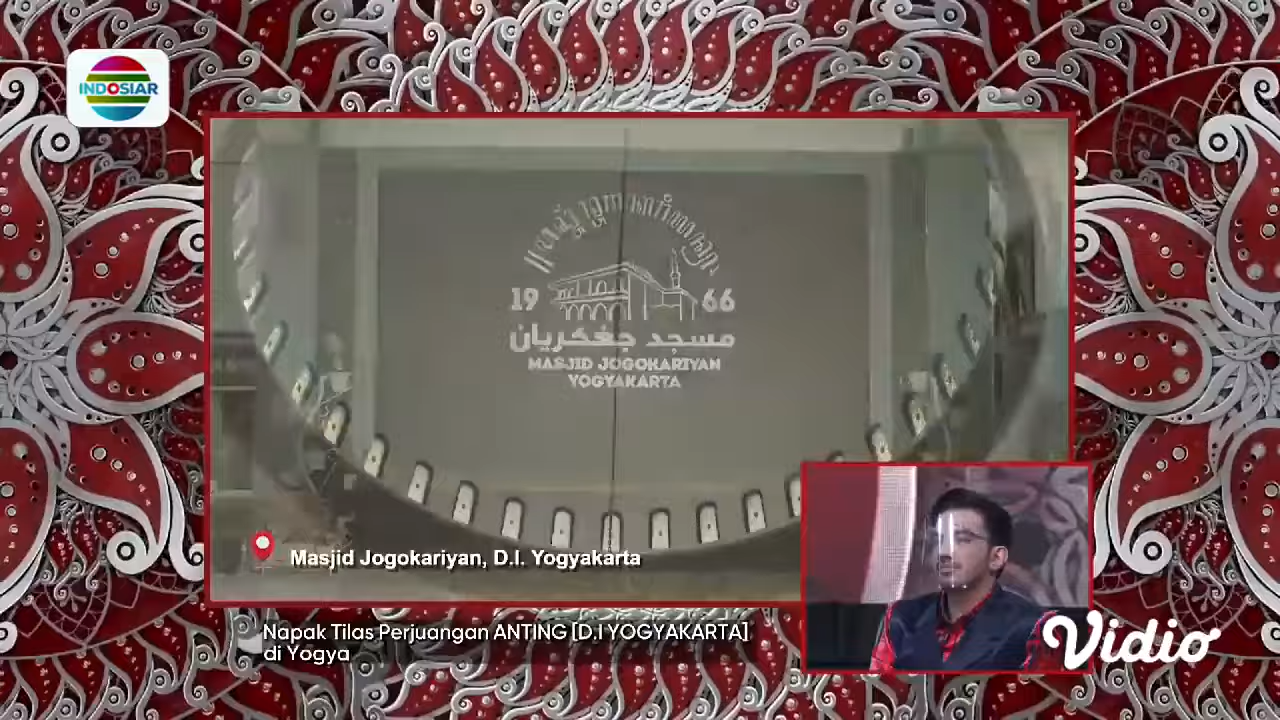 INDOSIAR
19 66
مسجد جغكريان
MASJID JOGOKARIYAN
YOGYAKARTA
Masjid Jogokariyan, D.I. Yogyakarta
Napak Tilas Perjuangan ANTING [D.I YOGYAKARTA]
di Yogya
Vidio